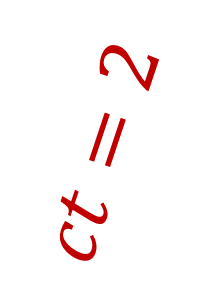 ct = 2